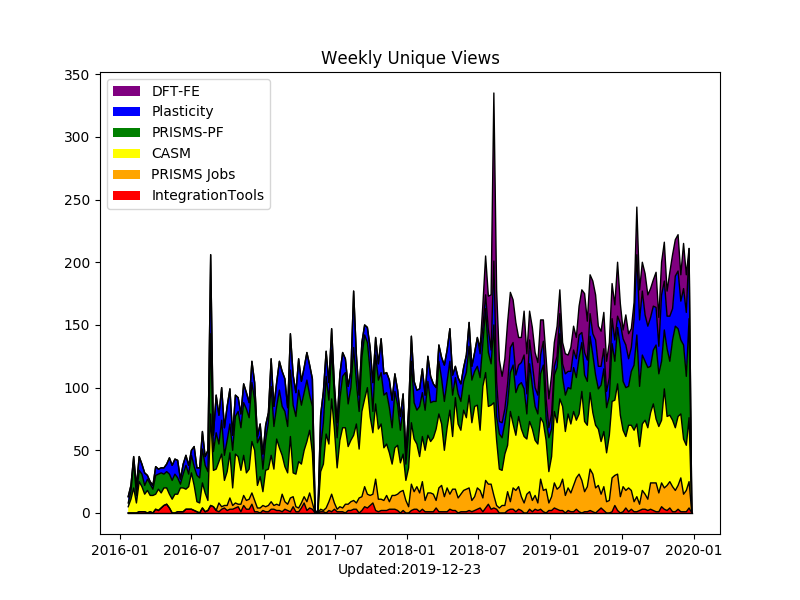 Weekly Unique Views
350
300
250
200
150
100
50
0
DFT-FE
Plasticity
PRISMS-PF
CASM
PRISMS Jobs
IntegrationTools
2016-01 2016-07 2017-01 2017-07 2018-01 2018-07 2019-01 2019-07 2020-01
Updated:2019-12-23